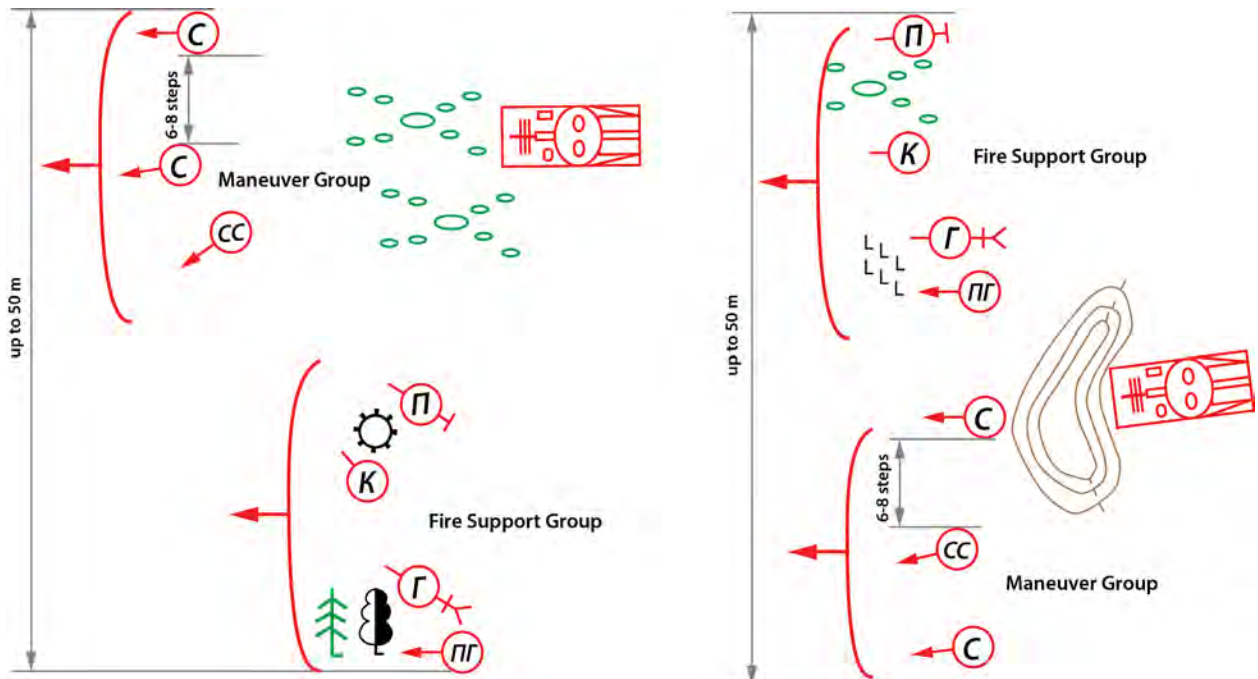 С
6-8 steps
С
Maneuver Group
СС
up to 50 m
П
К
Fire Support Group
Г
ПГ
П
К
Fire Support Group
Г
L L L
L L L
L
ПГ
up to 50 m
С
6-8 steps
СС
Maneuver Group
С